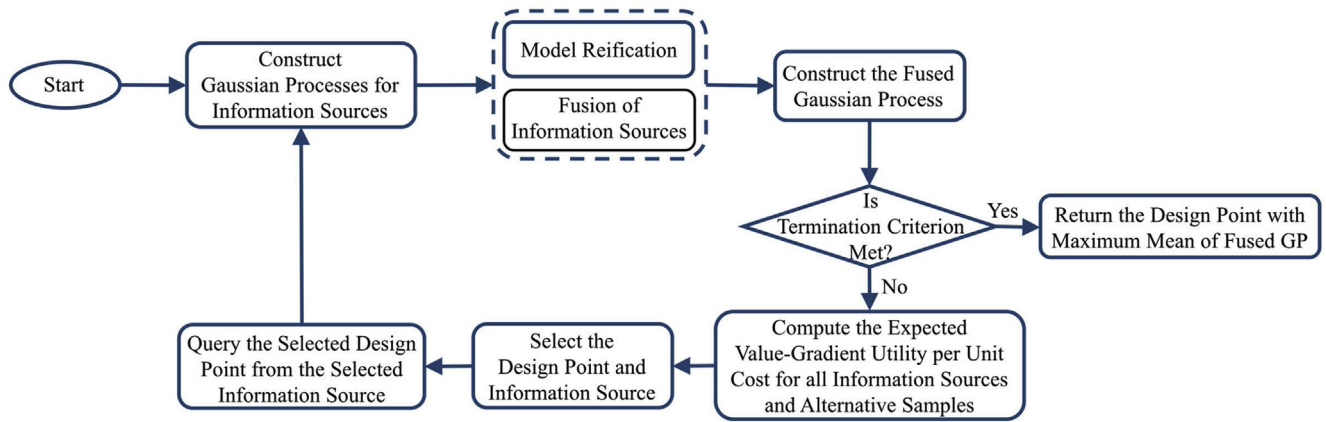 Start
Construct
Gaussian Processes for
Information Sources
Model Reification
Fusion of
Information Sources
Construct the Fused
Gaussian Process
Is
Termination Criterion
Met?
Yes
Return the Design Point with
Maximum Mean of Fused GP
No
Compute the Expected
Value-Gradient Utility per Unit
Cost for all Information Sources
and Alternative Samples
Select the
Design Point and
Information Source
Query the Selected Design
Point from the Selected
Information Source